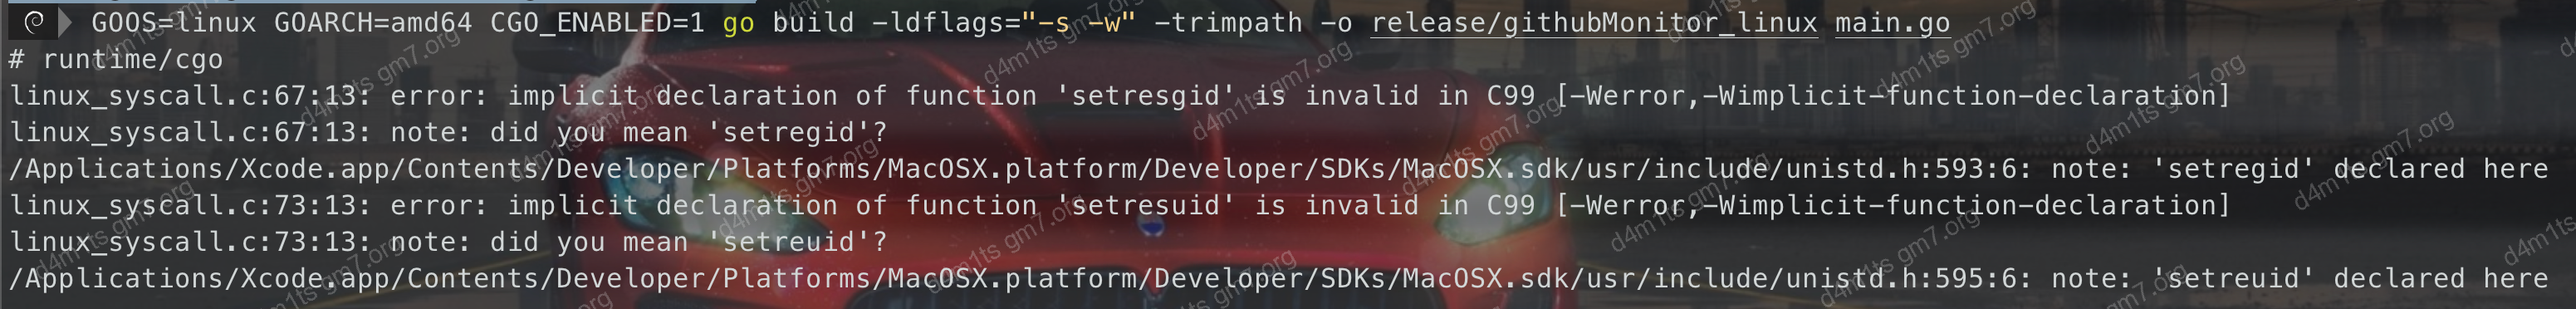 GOOS=linux GOARCH=amd64 CGO_ENABLED=1 go build -ldflags="-s -w" -trimpath -o release/githubMonitor_linux main.go
# runtime/cgo
linux_syscall.c:67:13: error: implicit declaration of function 'setresgid' is invalid in C99 [-Werror,-Wimplicit-function-declaration]
linux_syscall.c:67:13: note: did you mean 'setregid'?
/Applications/Xcode.app/Contents/Developer/Platforms/MacOSX.platform/Developer/SDKs/MacOSX.sdk/usr/include/unistd.h:593:6: note: 'setregid' declared here
linux_syscall.c:73:13: error: implicit declaration of function 'setresuid' is invalid in C99 [-Werror,-Wimplicit-function-declaration]
linux_syscall.c:73:13: note: did you mean 'setreuid'?
/Applications/Xcode.app/Contents/Developer/Platforms/MacOSX.platform/Developer/SDKs/MacOSX.sdk/usr/include/unistd.h:595:6: note: 'setreuid' declared here
d4m1ts gm7.org